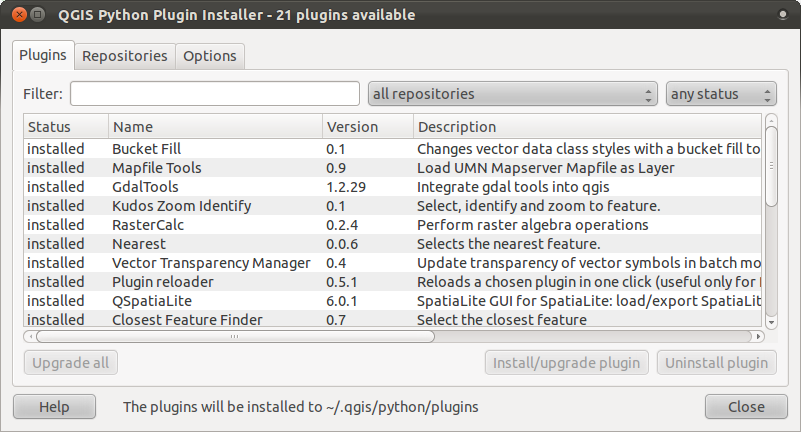 QGIS Python Plugin Installer - 21 plugins available
Plugins Repositories Options
Filter: all repositories any status
Status Name Version Description
installed Bucket Fill 0.1 Changes vector data class styles with a bucket fill to
installed Mapfile Tools 0.9 Load UMN Mapserver Mapfile as Layer
installed GdalTools 1.2.29 Integrate gdal tools into qgis
installed Kudos Zoom Identify 0.1 Select, identify and zoom to feature.
installed RasterCalc 0.2.4 Perform raster algebra operations
installed Nearest 0.0.6 Selects the nearest feature.
installed Vector Transparency Manager 0.4 Update transparency of vector symbols in batch mo
installed Plugin reloader 0.5.1 Reloads a chosen plugin in one click (useful only for
installed QSpatiaLite 6.0.1 SpatiaLite GUI for SpatiaLite: load/export SpatiaLit
installed Closest Feature Finder 0.7 Select the closest feature
Upgrade all Install/upgrade plugin Uninstall plugin
Help The plugins will be installed to ~/.qgis/python/plugins Close